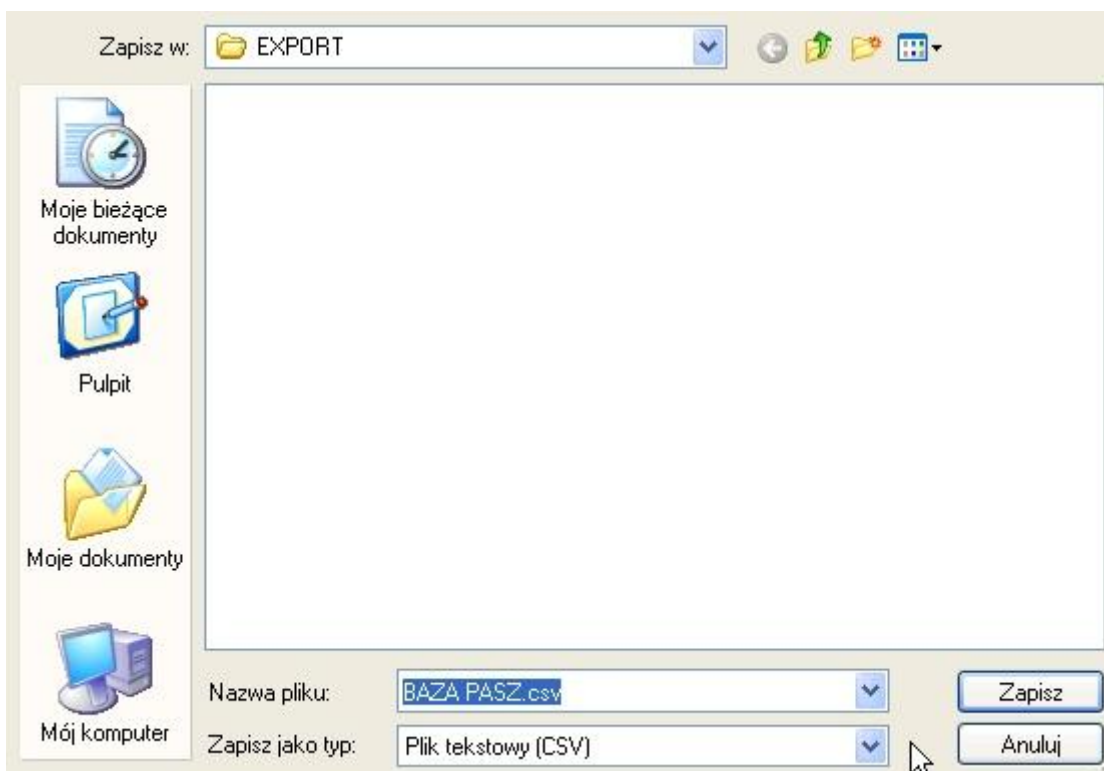 Zapisz w:
EXPORT
Moje bieżące
dokumenty
Pulpit
Moje dokumenty
Mój komputer
Nazwa pliku:
BAZA PASZ.csv
Zapisz
Zapisz jako typ:
Plik tekstowy (CSV)
Anuluj